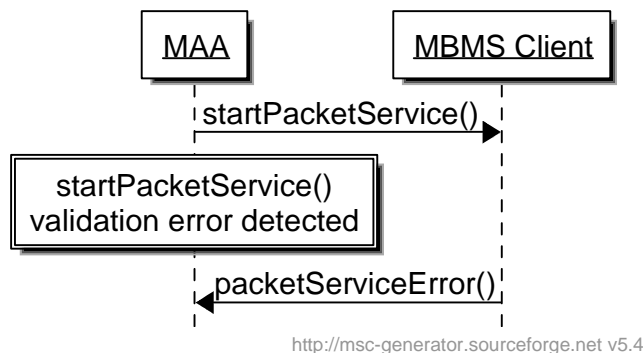 MAA
MBMS Client
startPacketService()
startPacketService()
validation error detected
packetServiceError()
http://msc-generator.sourceforge.net v5.4